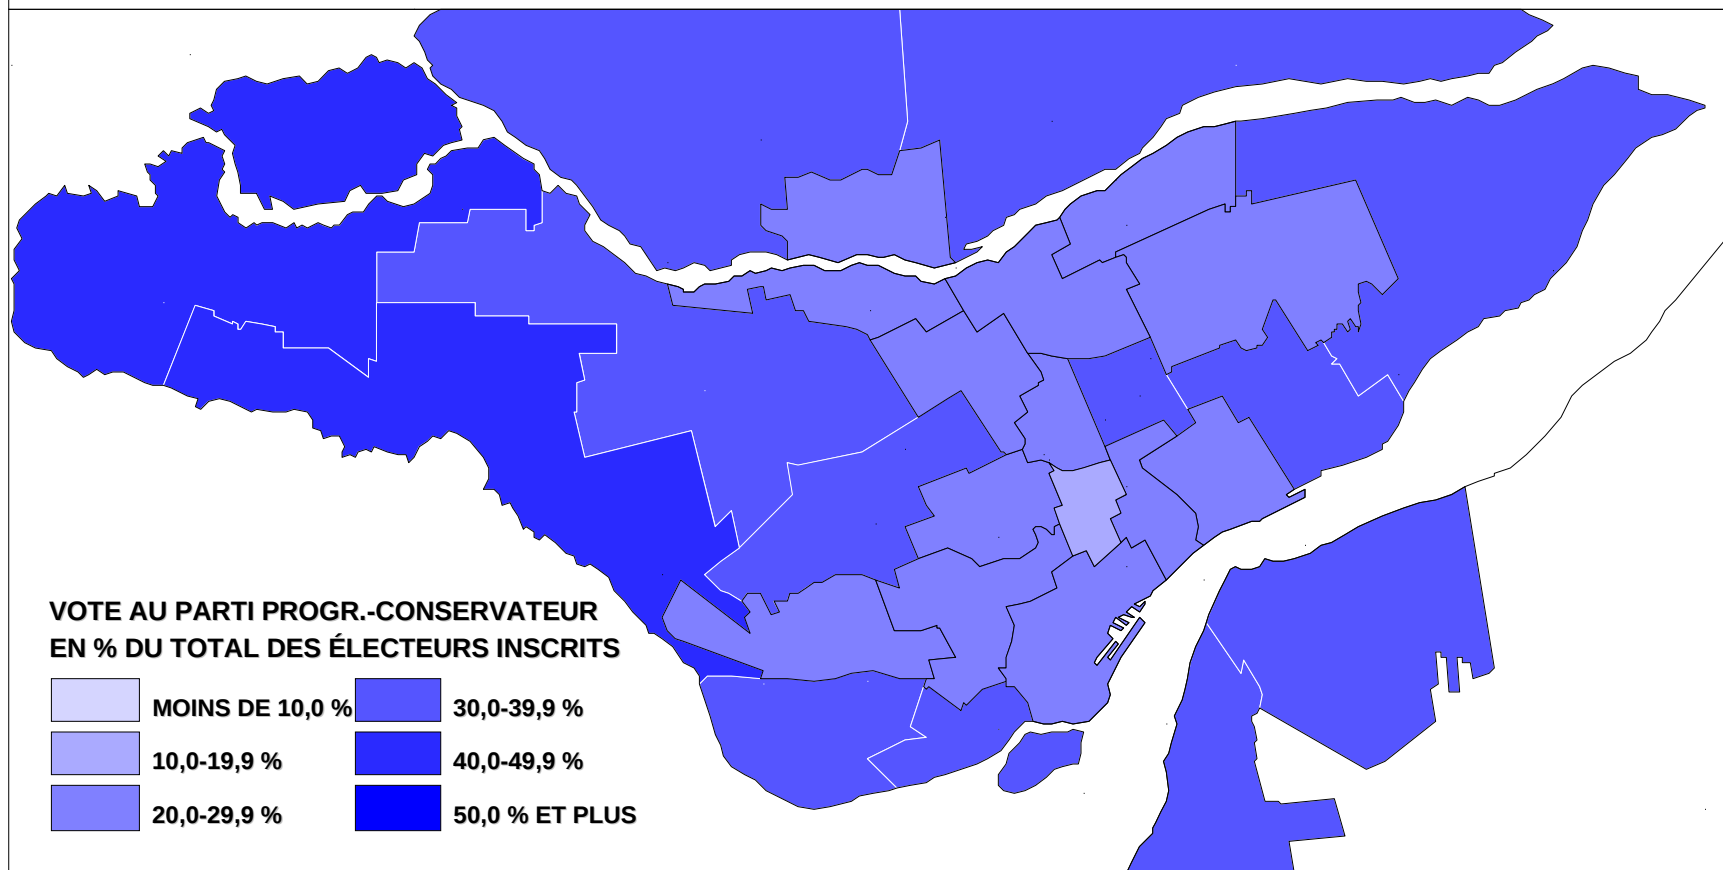 VOTE AU PARTI PROGR.-CONSERVATEUR
EN % DU TOTAL DES ÉLECTEURS INSCRITS
MOINS DE 10,0 %
10,0-19,9 %
20,0-29,9 %
30,0-39,9 %
40,0-49,9 %
50,0 % ET PLUS